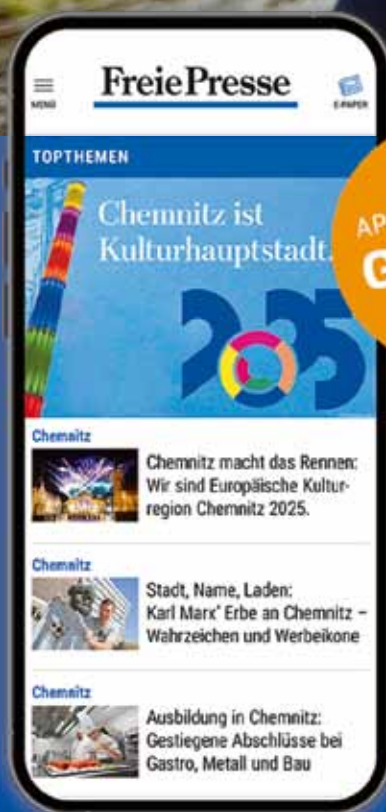 MENÜ
Freie Presse
E-PAPER
TOPTHEMEN
Chemnitz ist
Kulturhauptstadt.
2025
Chemnitz
Chemnitz macht das Rennen:
Wir sind Europäische Kultur-
region Chemnitz 2025.
Chemnitz
Stadt, Name, Laden:
Karl Marx' Erbe an Chemnitz –
Wahrzeichen und Werbeikone
Chemnitz
Ausbildung in Chemnitz:
Gestiegene Abschlüsse bei
Gastro, Metall und Bau